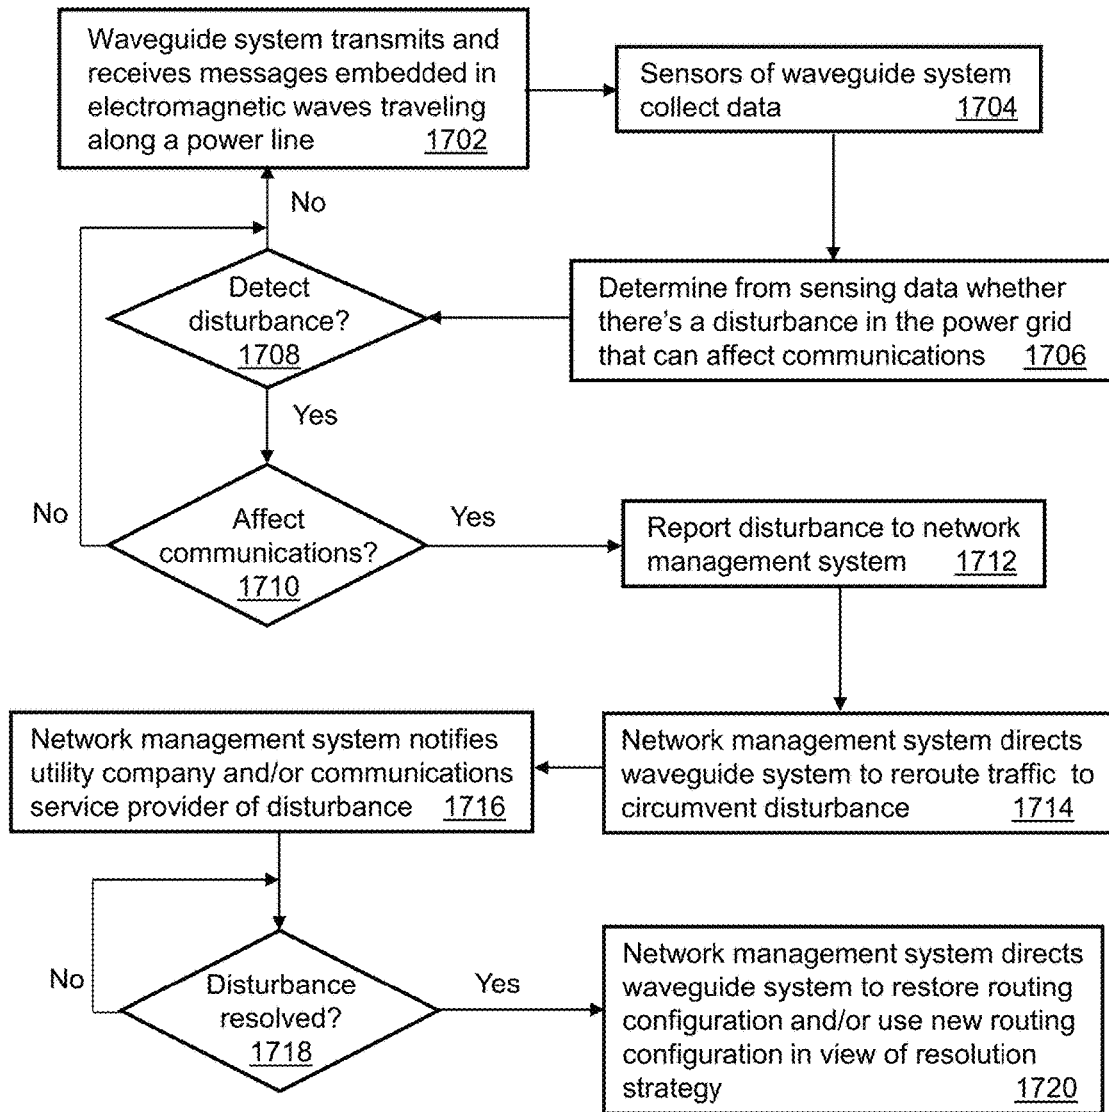 Waveguide system transmits and
receives messages embedded in
electromagnetic waves traveling
along a power line 1702
Sensors of waveguide system
collect data 1704
No
Detect
disturbance?
1708
Determine from sensing data whether
there's a disturbance in the power grid
that can affect communications 1706
Yes
No
Affect
communications?
1710
Yes
Report disturbance to network
management system 1712
Network management system notifies
utility company and/or communications
service provider of disturbance 1716
Network management system directs
waveguide system to reroute traffic to
circumvent disturbance 1714
No
Disturbance
resolved?
1718
Yes
Network management system directs
waveguide system to restore routing
configuration and/or use new routing
configuration in view of resolution
strategy 1720